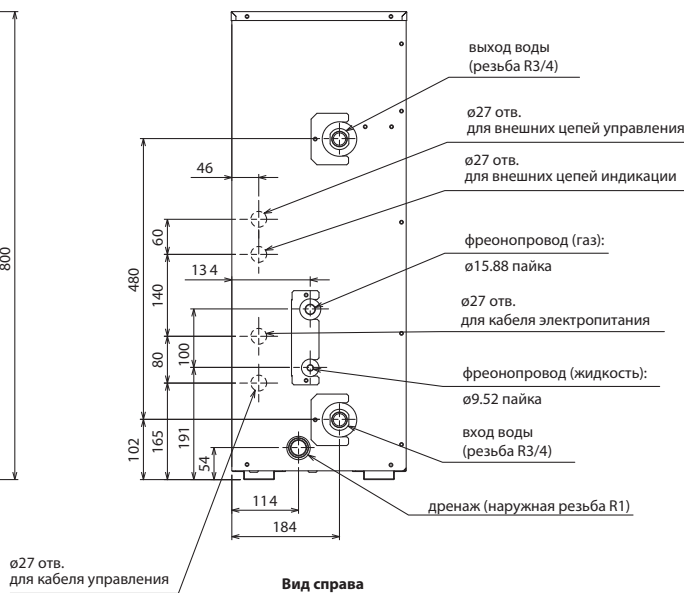 выход воды
(резьба R3/4)
ø27 отв.
для внешних цепей управления
46
ø27 отв.
для внешних цепей индикации
60
800
фреонопровод (газ):
134
ø15.88 пайка
480
140
ø27 отв.
для кабеля электропитания
100
80
фреонопровод (жидкость):
ø9.52 пайка
вход воды
(резьба R3/4)
102
165
191
54
114
дренаж (наружная резьба R1)
184
ø27 отв.
для кабеля управления
Вид справа